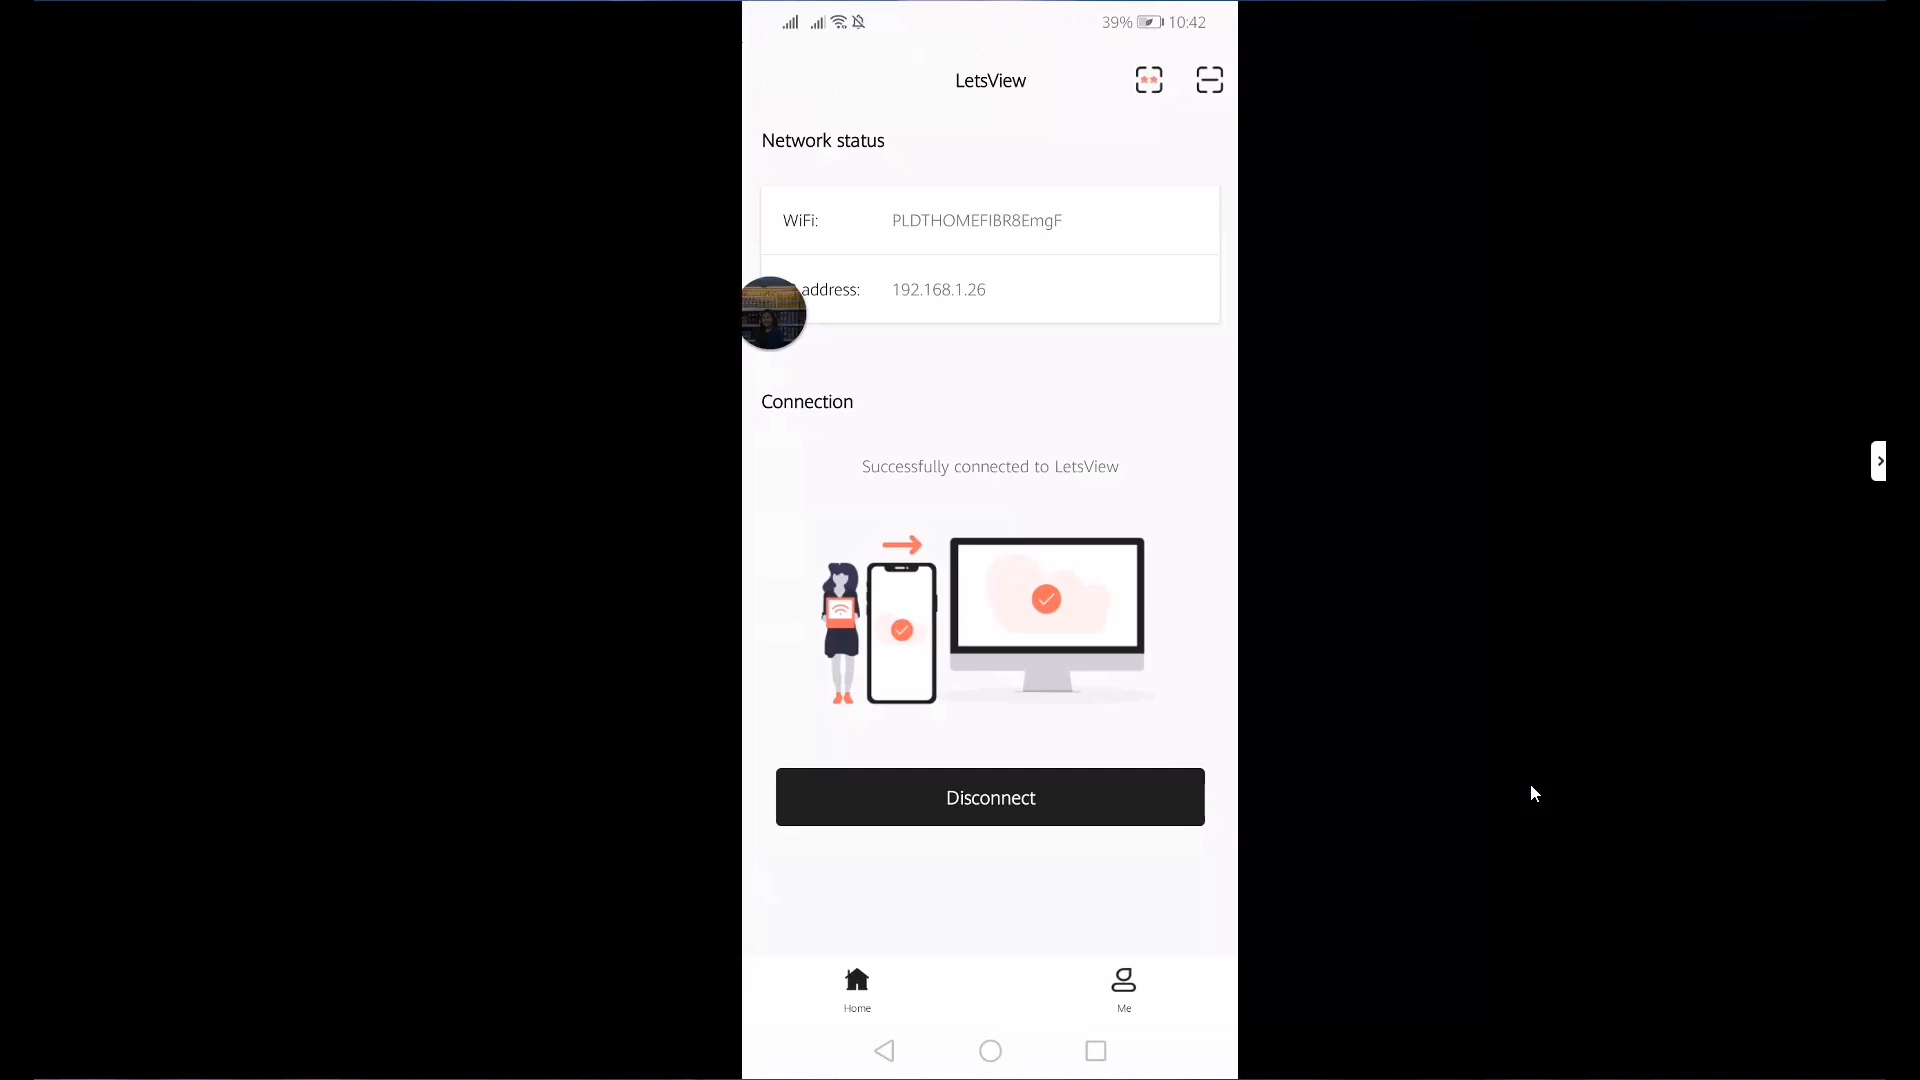 39% 10:42
LetsView
Network status
WiFi: PLDTHOMEFIBR8EmgF
address: 192.168.1.26
Connection
Successfully connected to LetsView
Disconnect
Home Me